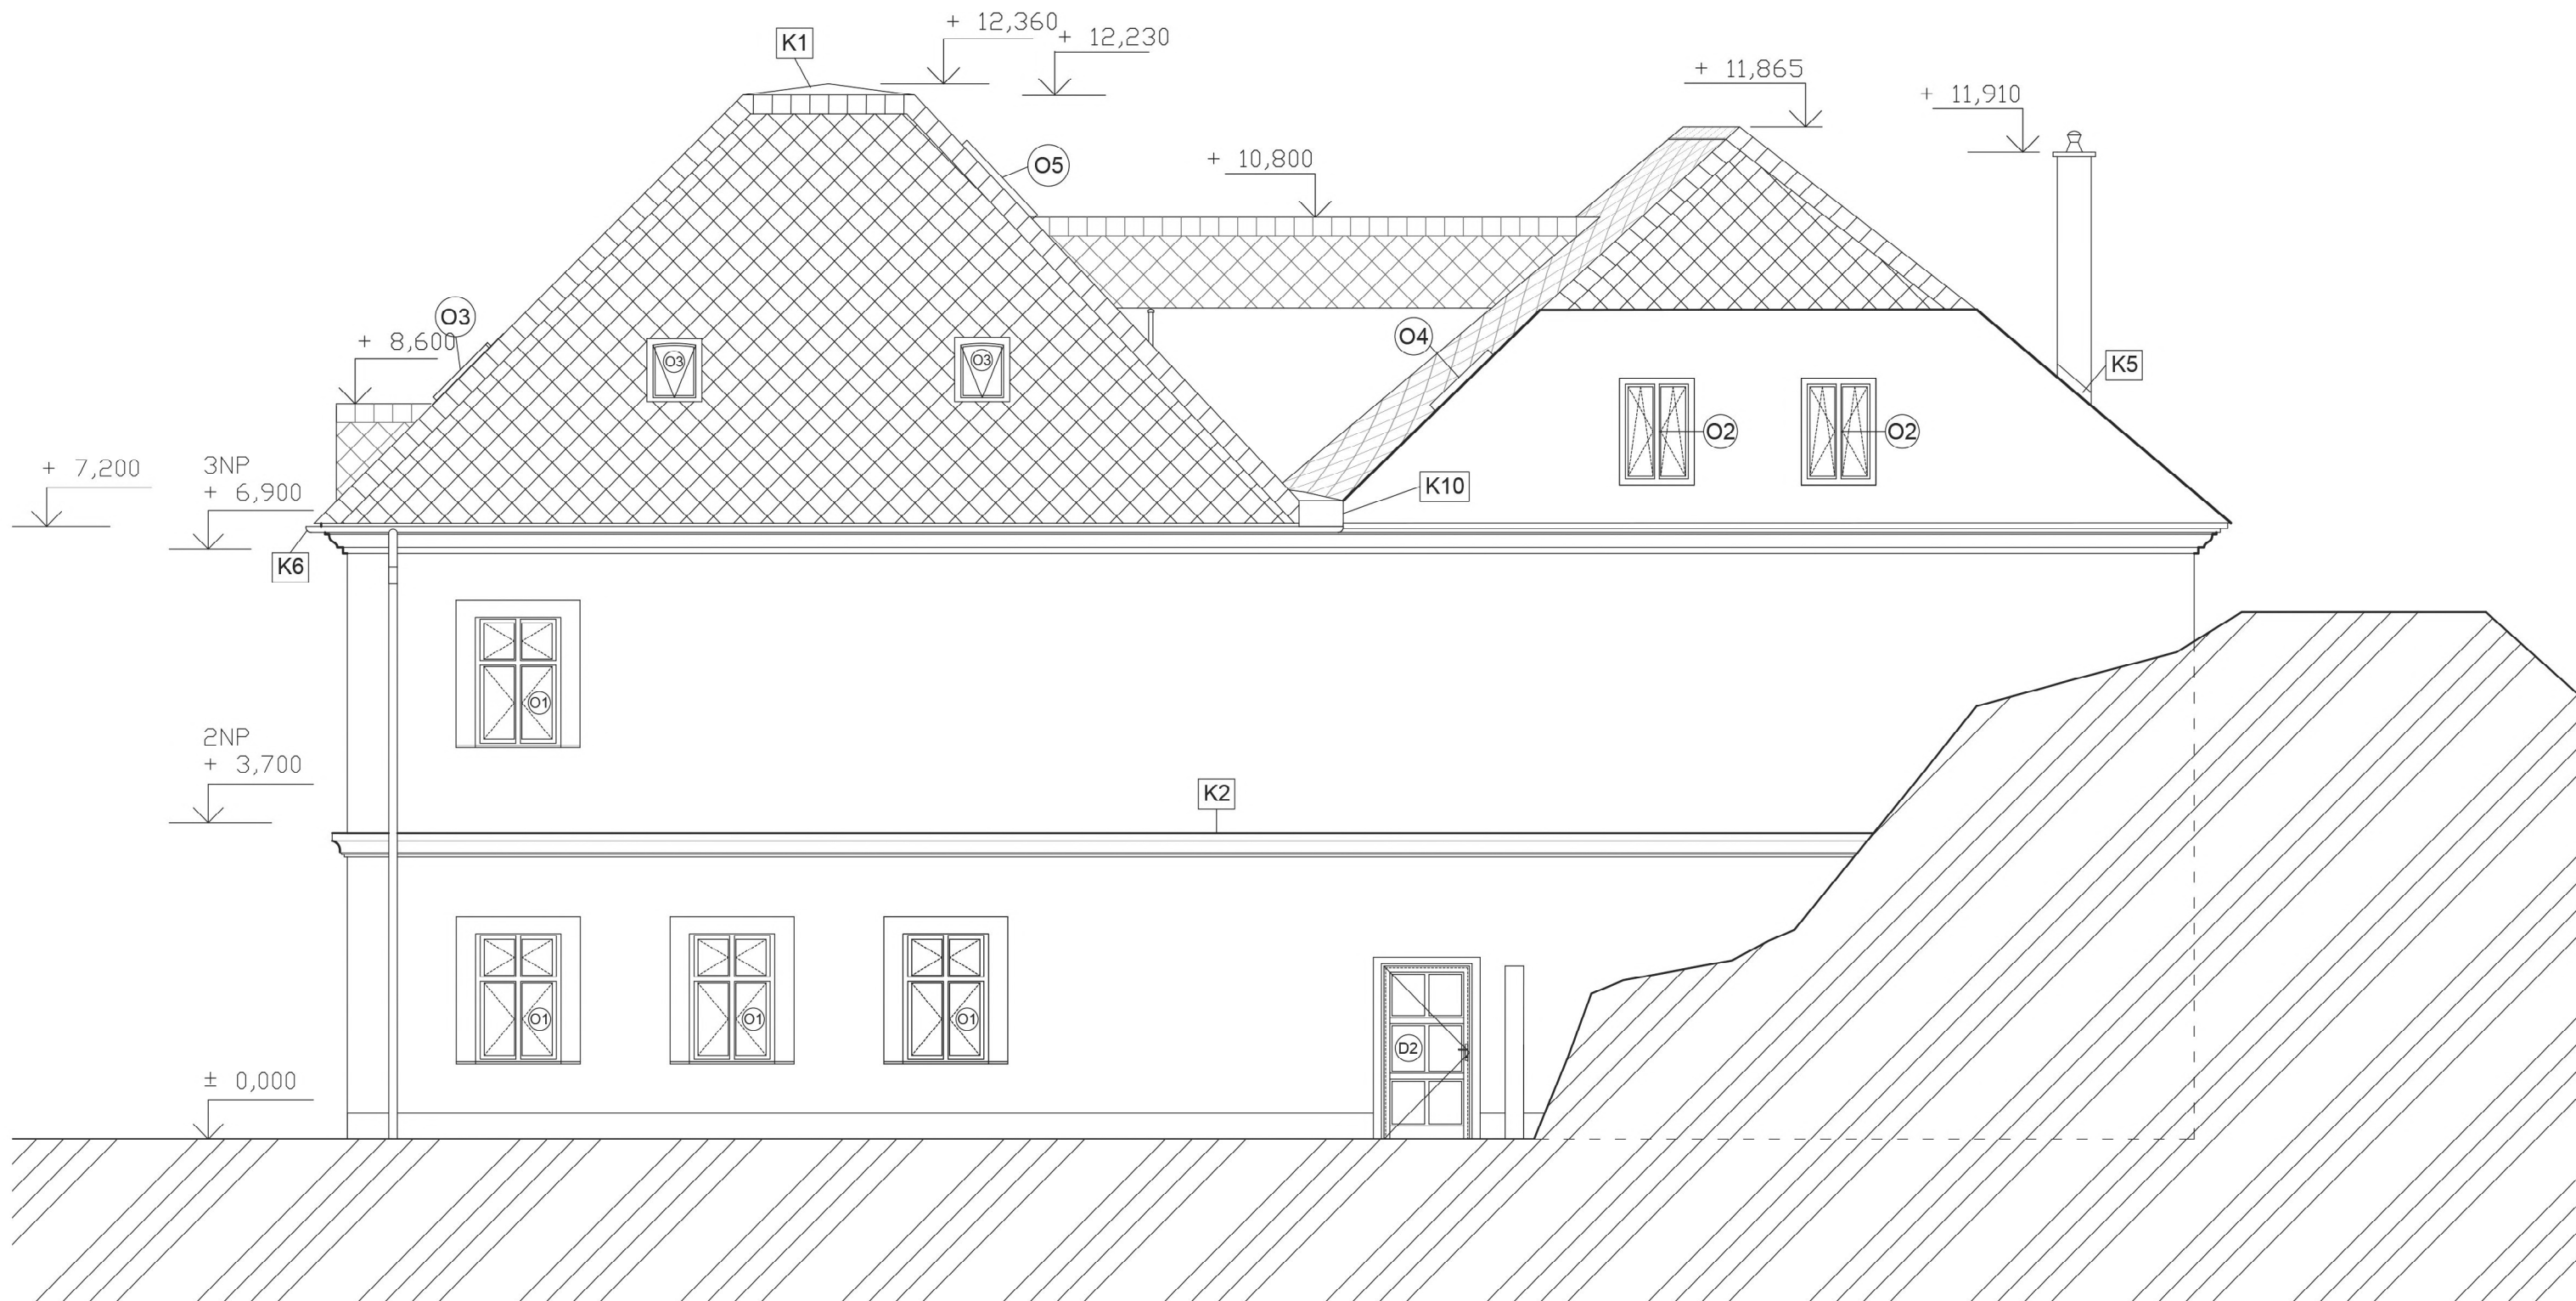 + 12,360
+ 12,230
K1
+ 11,865
+ 11,910
O5
+ 10,800
O3
+ 8,600
O4
O3
O3
K5
O2
O2
+ 7,200
3NP
+ 6,900
K10
K6
O1
2NP
+ 3,700
K2
O1
O1
O1
D2
± 0,000